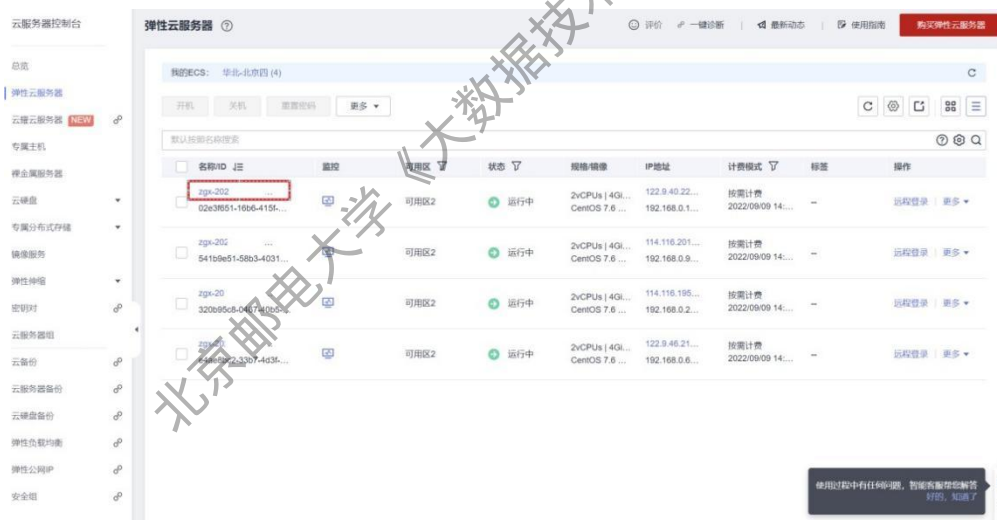 云服务器控制台
弹性云服务器
评价
一键诊断
最新动态
使用指南
购买弹性云服务器
总览
弹性云服务器
云耀云服务器 NEW
专属主机
裸金属服务器
云硬盘
专属分布式存储
镜像服务
弹性伸缩
密钥对
云服务器组
云备份
云服务器备份
云硬盘备份
弹性负载均衡
弹性公网IP
安全组
我的ECS: 华北-北京四 (4)
开机 关机 重置密码 更多
默认按照名称搜索
名称/ID 监控 可用区 状态 规格/镜像 IP地址 计费模式 标签 操作
zgx-202 ...
02e3f651-16b6-415f-...
可用区2
运行中
2vCPUs | 4Gi...
CentOS 7.6 ...
122.9.40.22...
192.168.0.1...
按需计费
2022/09/09 14:...
--
远程登录 更多
zgx-202 ...
541b9e51-58b3-4031...
可用区2
运行中
2vCPUs | 4Gi...
CentOS 7.6 ...
114.116.201...
192.168.0.9...
按需计费
2022/09/09 14:...
--
远程登录 更多
zgx-20
320b95c8-0467-40b5-...
可用区2
运行中
2vCPUs | 4Gi...
CentOS 7.6 ...
114.116.195...
192.168.0.2...
按需计费
2022/09/09 14:...
--
远程登录 更多
e4ae8bc2-33b7-4d3f-...
可用区2
运行中
2vCPUs | 4Gi...
CentOS 7.6 ...
122.9.46.21...
192.168.0.6...
按需计费
2022/09/09 14:...
--
远程登录 更多
使用过程中有任何问题，智能客服帮您解答
好的，知道了
北京邮电大学《大数据技术